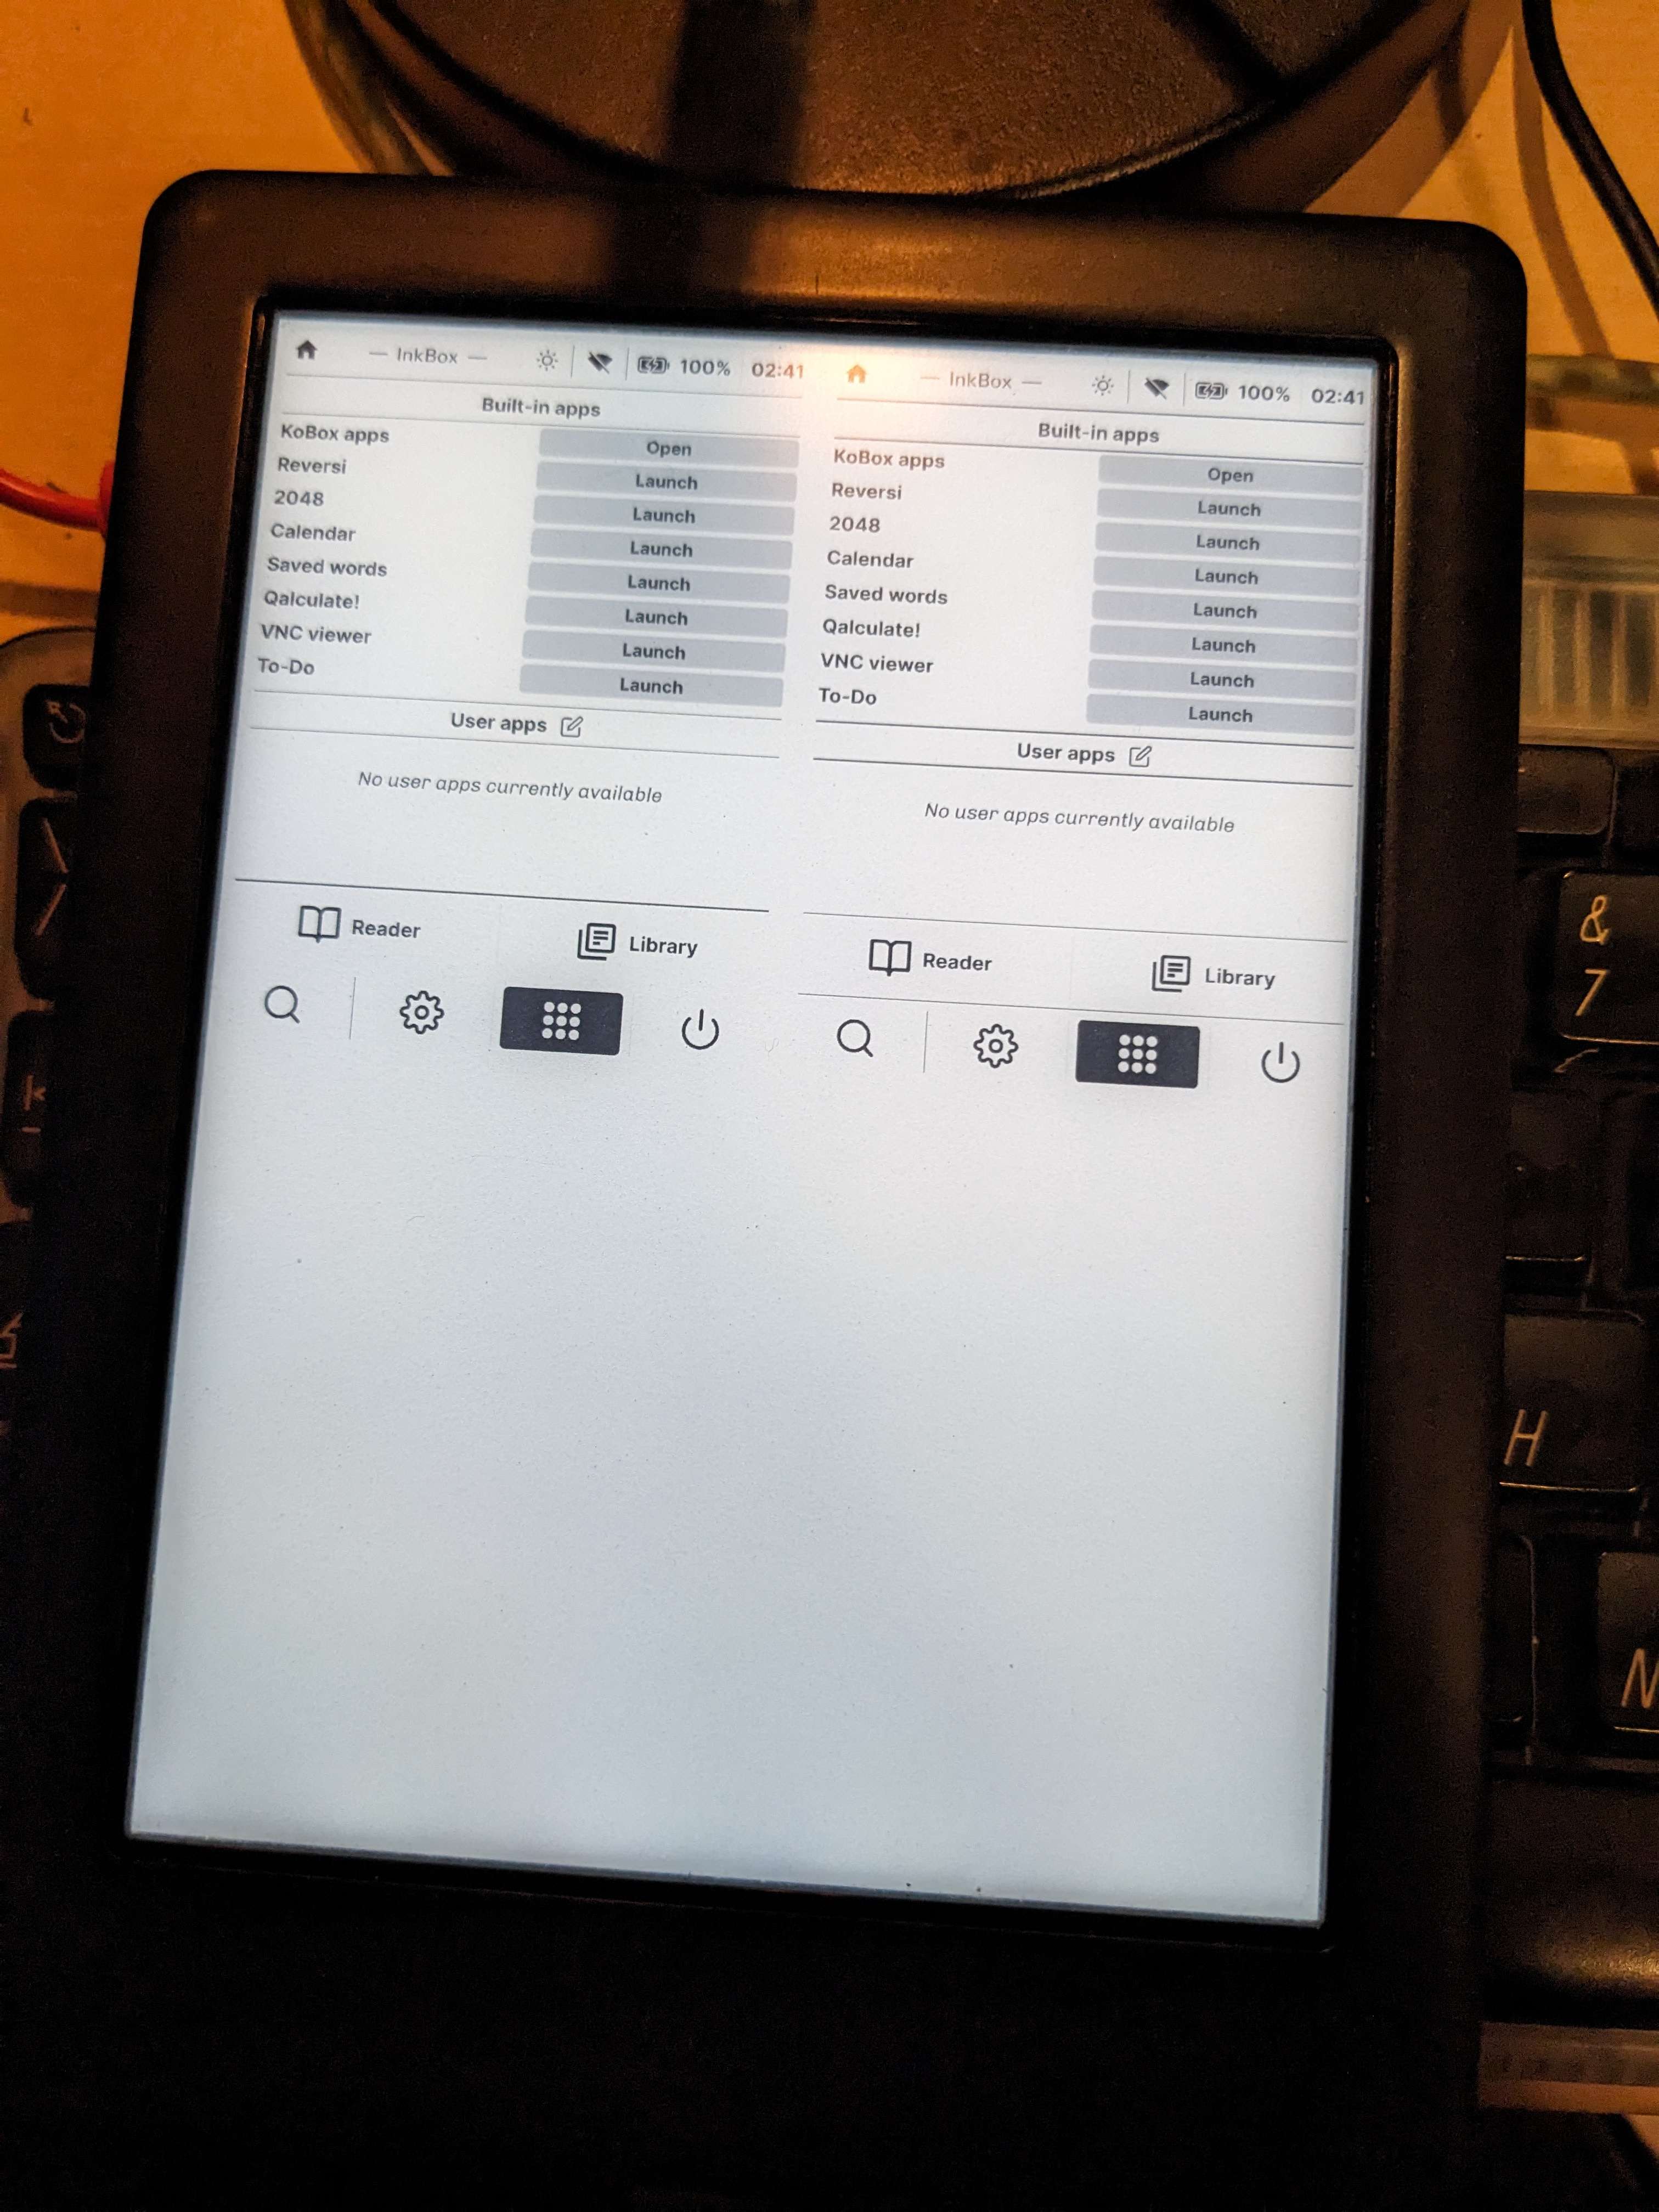 — InkBox — 100% 02:41
Built-in apps
KoBox apps Open
Reversi Launch
2048 Launch
Calendar Launch
Saved words Launch
Qalculate! Launch
VNC viewer Launch
To-Do Launch
User apps
No user apps currently available
Reader Library
— InkBox — 100% 02:41
Built-in apps
KoBox apps Open
Reversi Launch
2048 Launch
Calendar Launch
Saved words Launch
Qalculate! Launch
VNC viewer Launch
To-Do Launch
User apps
No user apps currently available
Reader Library
\
/
&
7
H
N